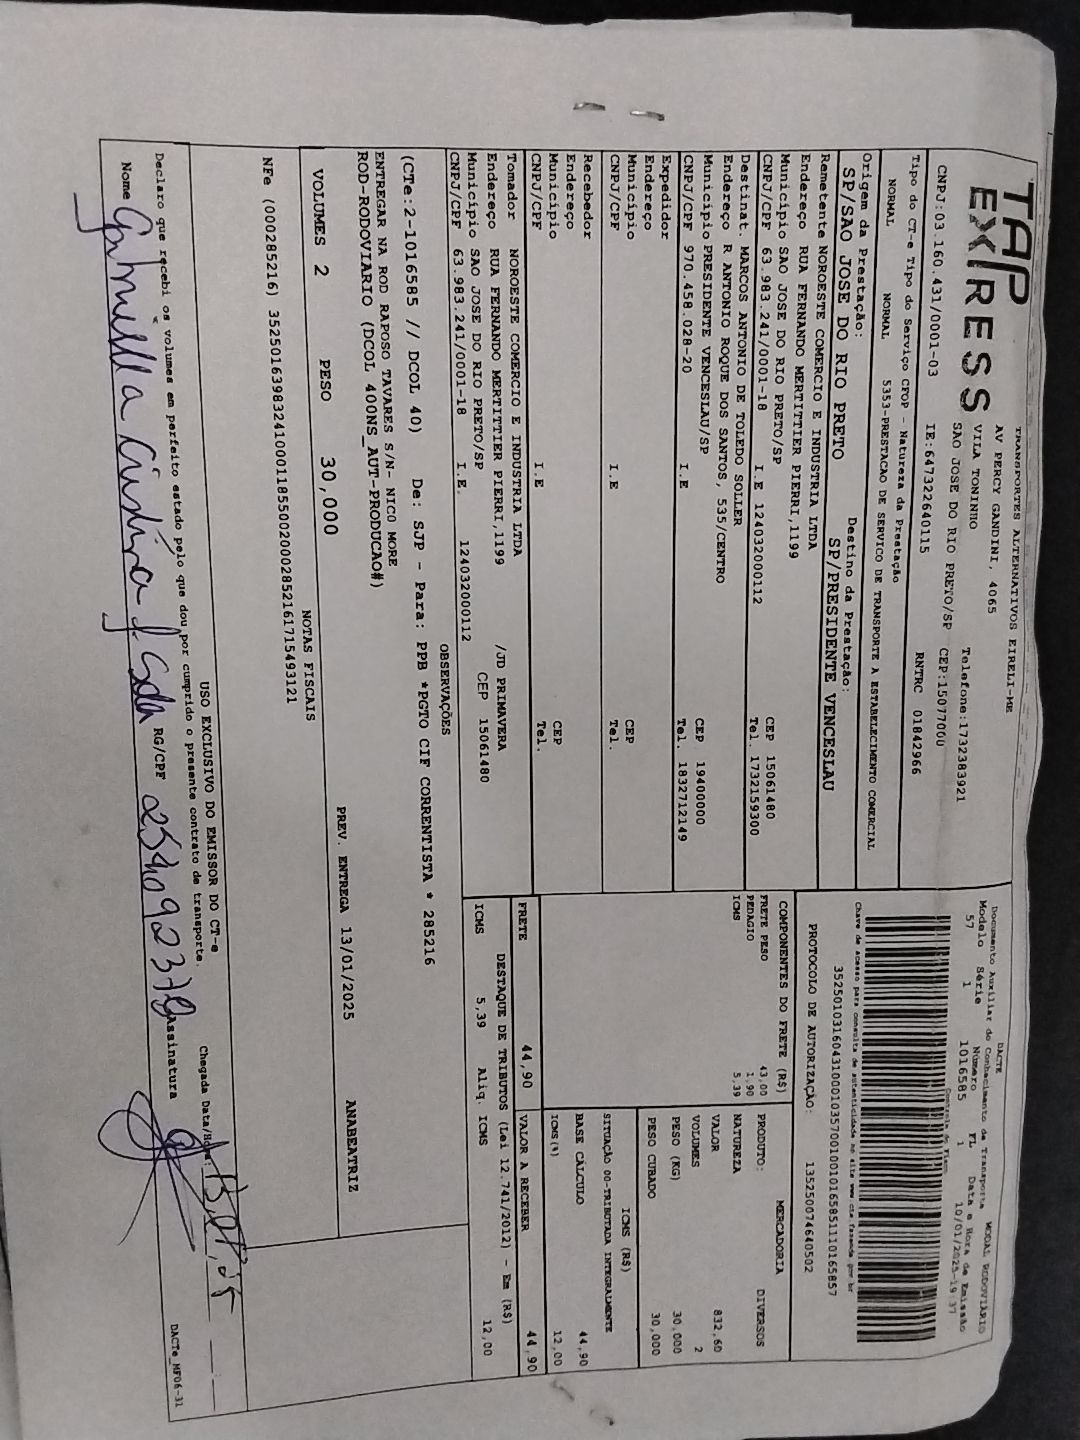 TAP
EXPRESS
TRANSPORTES ALTERNATIVOS EIRELI-ME
AV PERCY GANDINI, 4065
VILA TONINHO Telefone:1732383921
SAO JOSE DO RIO PRETO/SP CEP:15077000
CNPJ:03.160.431/0001-03 IE:647322640115 RNTRC 01842966
Tipo do CT-e Tipo do Serviço CFOP - Natureza da Prestação
NORMAL NORMAL 5353-PRESTACAO DE SERVICO DE TRANSPORTE A ESTABELECIMENTO COMERCIAL
Origem da Prestação: Destino da Prestação:
SP/SAO JOSE DO RIO PRETO SP/PRESIDENTE VENCESLAU
Remetente NOROESTE COMERCIO E INDUSTRIA LTDA
Endereço RUA FERNANDO MERTITTIER PIERRI,1199
Municipio SAO JOSE DO RIO PRETO/SP CEP 15061480
CNPJ/CPF 63.983.241/0001-18 I.E 124032000112 Tel. 1732159300
Destinat. MARCOS ANTONIO DE TOLEDO SOLLER
Endereço R ANTONIO ROQUE DOS SANTOS, 535/CENTRO
Municipio PRESIDENTE VENCESLAU/SP CEP 19400000
CNPJ/CPF 970.458.028-20 I.E Tel. 1832712149
Expedidor
Endereço
Municipio CEP
CNPJ/CPF I.E Tel.
Recebedor
Endereço
Municipio CEP
CNPJ/CPF I.E Tel.
Tomador NOROESTE COMERCIO E INDUSTRIA LTDA
Endereço RUA FERNANDO MERTITTIER PIERRI,1199 /JD PRIMAVERA
Municipio SAO JOSE DO RIO PRETO/SP CEP 15061480
CNPJ/CPF 63.983.241/0001-18 I.E. 124032000112
DACTE
Documento Auxiliar do Conhecimento de Transporte MODAL RODOVIARIO
Modelo Série Número FL Data e Hora de Emissão
57 1 1016585 1 10/01/2025-19:37
Controle do Fisco
Chave de acesso para consulta de autenticidade no site www.cte.fazenda.gov.br
35250103160431000103570010010165851110165857
PROTOCOLO DE AUTORIZAÇÃO: 135250074640502
COMPONENTES DO FRETE (R$)
FRETE PESO 43,00
PEDAGIO 1,90
ICMS 5,39
MERCADORIA
PRODUTO: DIVERSOS
NATUREZA
VALOR 832,60
VOLUMES 2
PESO (KG) 30,000
PESO CUBADO 30,000
ICMS (R$)
SITUAÇÃO 00-TRIBUTADA INTEGRALMENTE
BASE CÁLCULO 44,90
ICMS(%) 12,00
FRETE 44,90 VALOR A RECEBER 44,90
DESTAQUE DE TRIBUTOS (Lei 12.741/2012) - Em (R$)
ICMS 5,39 Aliq. ICMS 12,00
OBSERVAÇÕES
(CTe:2-1016585 // DCOL 40) De: SJP - Para: PPB *PGTO CIF CORRENTISTA * 285216
ENTREGAR NA ROD RAPOSO TAVARES S/N- NICO MORE
ROD-RODOVIARIO (DCOL 400NS_AUT-PRODUCAO#)
VOLUMES 2 PESO 30,000 PREV. ENTREGA 13/01/2025 ANABEATRIZ
NOTAS FISCAIS
NFe (000285216) 35250163983241000118550020002852161715493121
USO EXCLUSIVO DO EMISSOR DO CT-e
Declaro que recebi os volumes em perfeito estado pelo que dou por cumprido o presente contrato de transporte. Chegada Data/Hora:
Nome RG/CPF Assinatura
DACTe_MF06-31